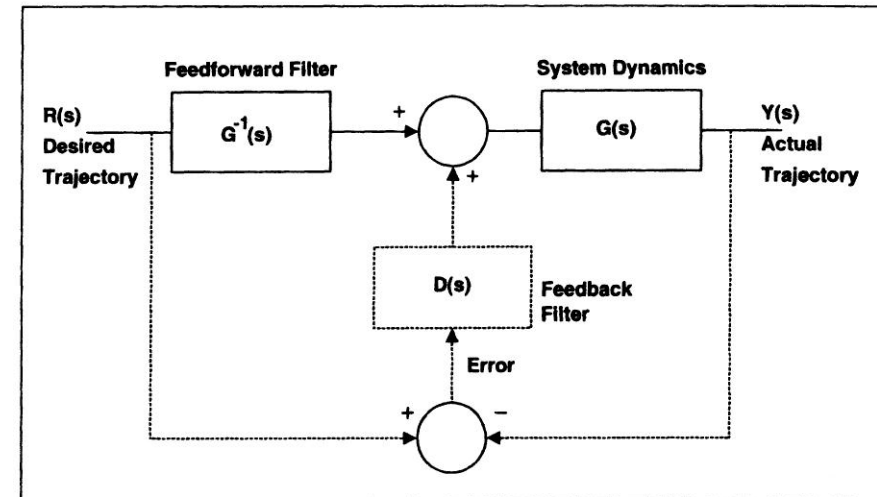 Feedforward Filter
System Dynamics
R(s)
Desired
Trajectory
G⁻¹(s)
+
G(s)
Y(s)
Actual
Trajectory
+
D(s)
Feedback
Filter
Error
+
−